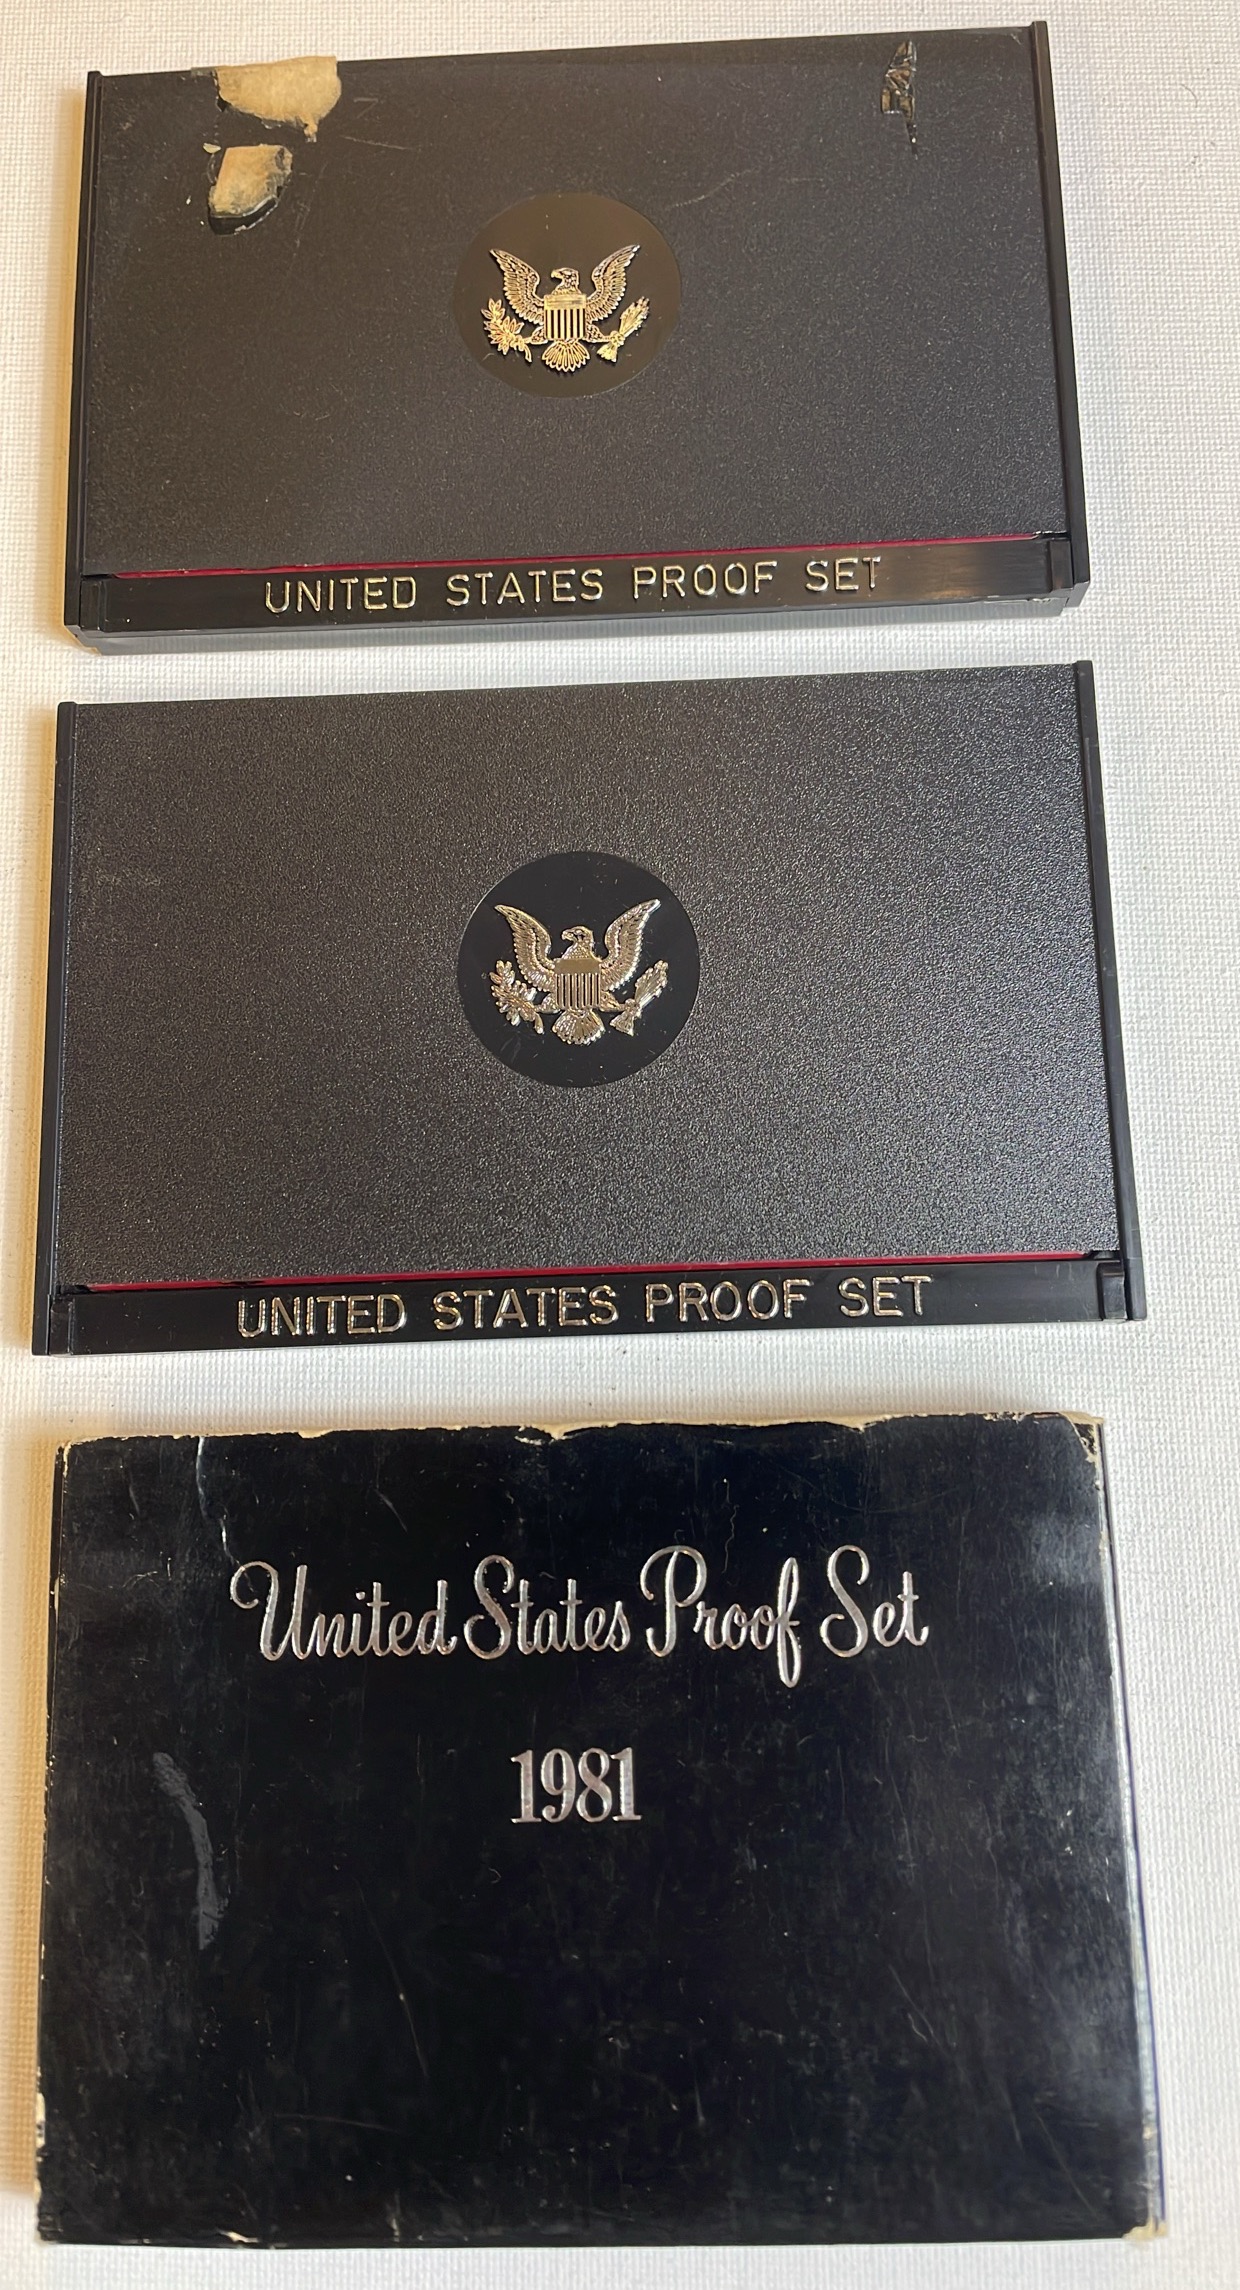 UNITED STATES PROOF SET
UNITED STATES PROOF SET
United States Proof Set
1981